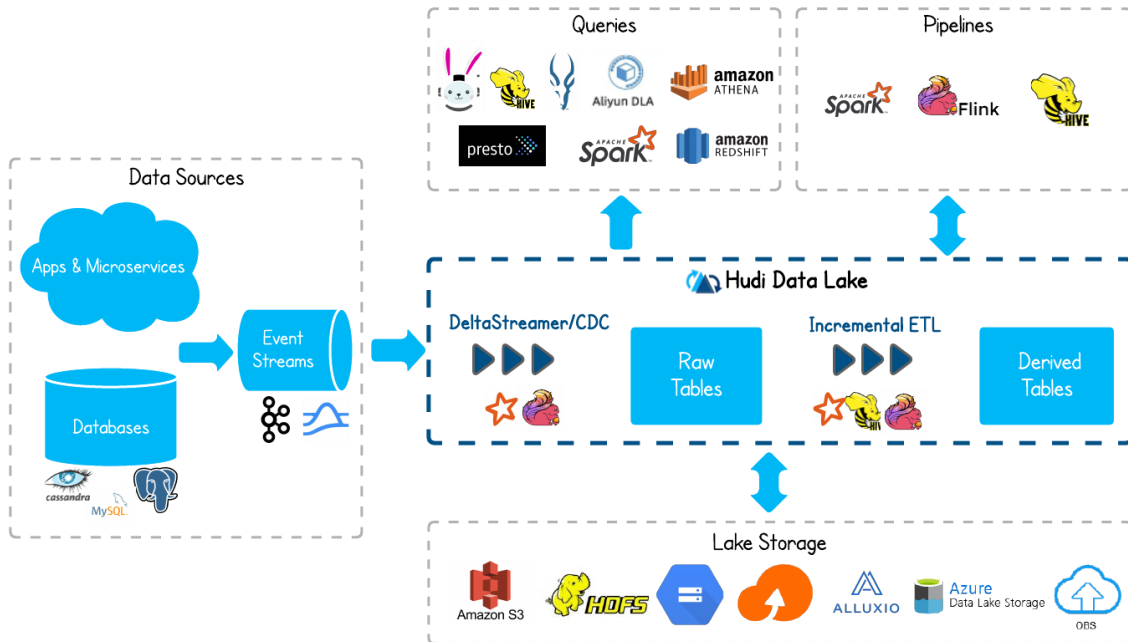 Queries
HIVE
Aliyun DLA
amazon
ATHENA
presto
APACHE
Spark
amazon
REDSHIFT
Pipelines
APACHE
Spark
Flink
HIVE
Data Sources
Apps & Microservices
Event
Streams
Databases
cassandra
MySQL
Hudi Data Lake
DeltaStreamer/CDC
Raw
Tables
Incremental ETL
HIVE
Derived
Tables
Lake Storage
Amazon S3
HDFS
ALLUXIO
Azure
Data Lake Storage
OBS